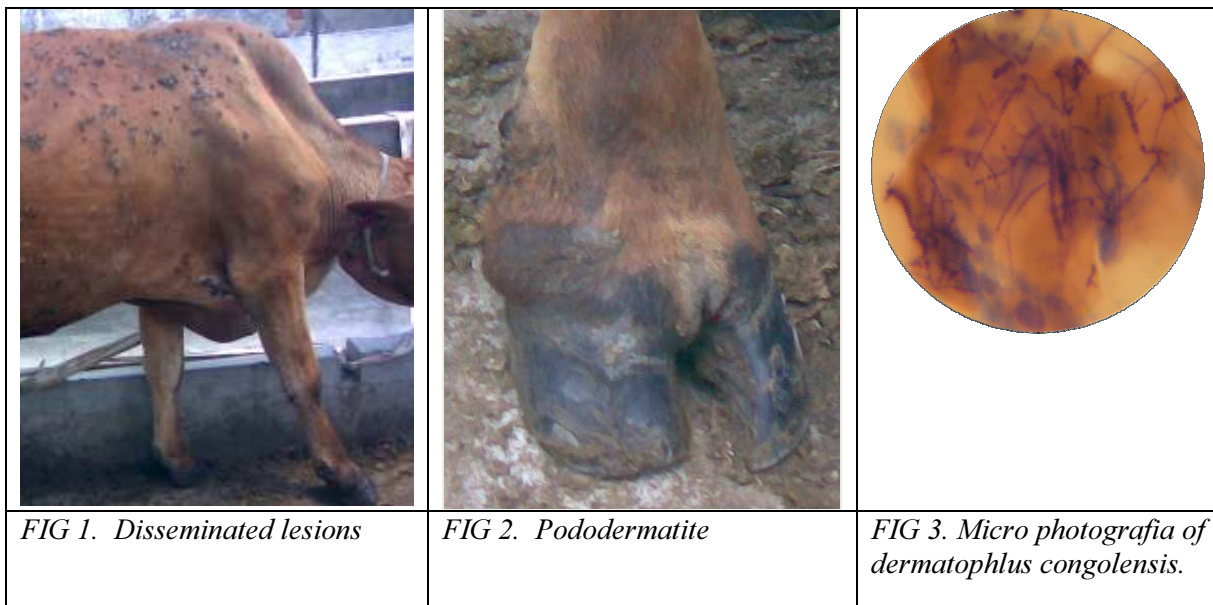 FIG 1. Disseminated lesions
FIG 2. Pododermatite
FIG 3. Micro photografia of
dermatophlus congolensis.